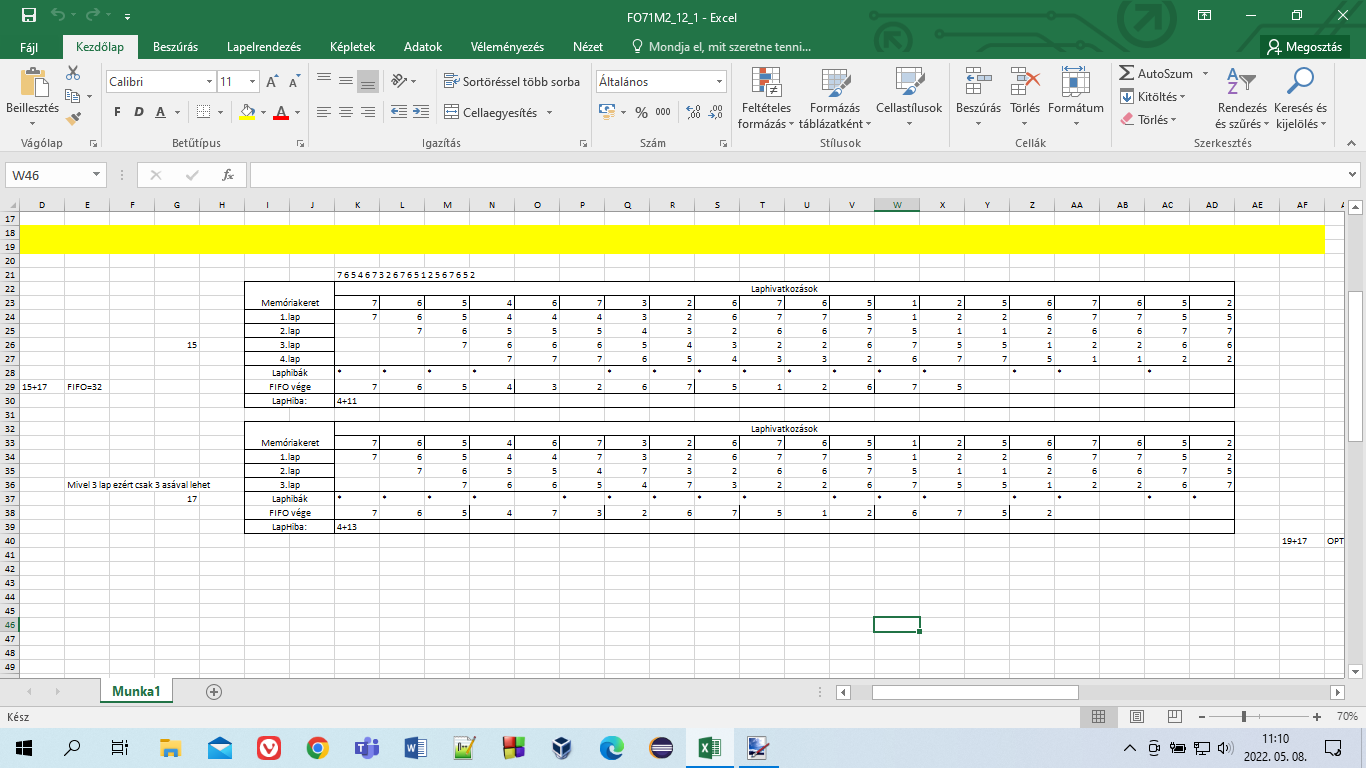 FO71M2_12_1 - Excel
Fájl Kezdőlap Beszúrás Lapelrendezés Képletek Adatok Véleményezés Nézet Mondja el, mit szeretne tenni... Megosztás
Beillesztés
Vágólap
Calibri 11
F D A
Betűtípus
Sortöréssel több sorba
Cellaegyesítés
Igazítás
Általános
% 000
Szám
Feltételes formázás
Formázás táblázatként
Cellastílusok
Stílusok
Beszúrás Törlés Formátum
Cellák
AutoSzum
Kitöltés
Törlés
Rendezés és szűrés
Keresés és kijelölés
Szerkesztés
W46 fx
D E F G H I J K L M N O P Q R S T U V W X Y Z AA AB AC AD AE AF
17
18
19
20
21 7 6 5 4 6 7 3 2 6 7 6 5 1 2 5 6 7 6 5 2
22 Laphivatkozások
23 Memóriakeret 7 6 5 4 6 7 3 2 6 7 6 5 1 2 5 6 7 6 5 2
24 1.lap 7 6 5 4 4 4 3 2 6 7 7 5 1 2 2 6 7 7 5 5
25 2.lap 7 6 5 5 5 4 3 2 6 6 7 5 1 1 2 6 6 7 7
26 15 3.lap 7 6 6 6 5 4 3 2 2 6 7 5 5 1 2 2 6 6
27 4.lap 7 7 7 6 5 4 3 3 2 6 7 7 5 1 1 2 2
28 Laphibák * * * * * * * * * * * * * * *
29 15+17 FIFO=32 FIFO vége 7 6 5 4 3 2 6 7 5 1 2 6 7 5
30 LapHiba: 4+11
31
32 Laphivatkozások
33 Memóriakeret 7 6 5 4 6 7 3 2 6 7 6 5 1 2 5 6 7 6 5 2
34 1.lap 7 6 5 4 4 7 3 2 6 7 7 5 1 2 2 6 7 7 5 2
35 2.lap 7 6 5 5 4 7 3 2 6 6 7 5 1 1 2 6 6 7 5
36 Mivel 3 lap ezért csak 3 asával lehet 3.lap 7 6 6 5 4 7 3 2 2 6 7 5 5 1 2 2 6 7
37 17 Laphibák * * * * * * * * * * * * * * * * *
38 FIFO vége 7 6 5 4 7 3 2 6 7 5 1 2 6 7 5 2
39 LapHiba: 4+13
40 19+17 OPT
41
42
43
44
45
46
47
48
49
Munka1
Kész 70%
11:10
2022. 05. 08.